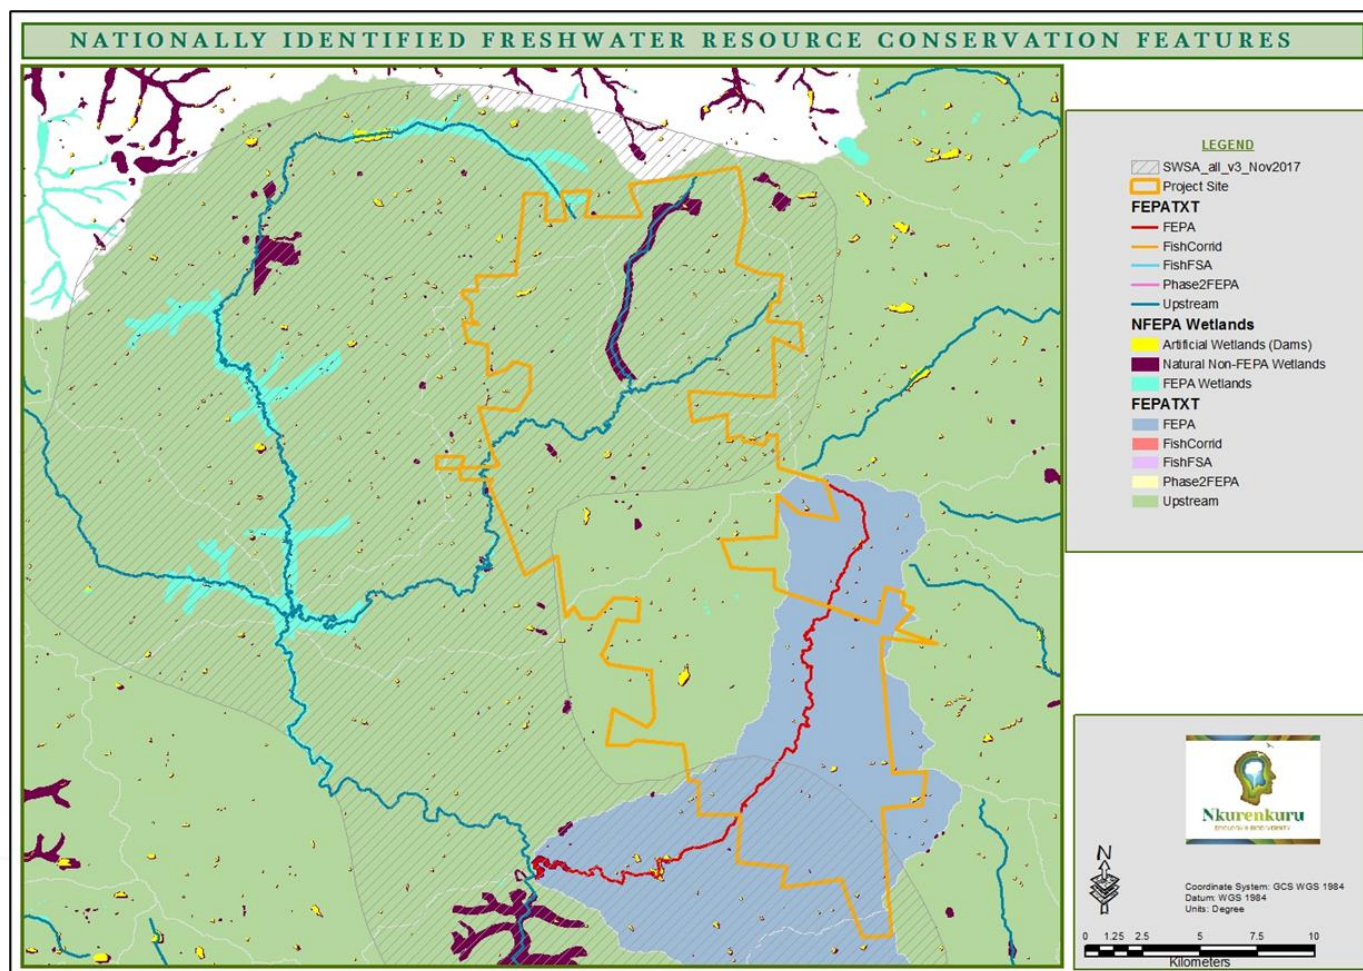 NATIONALLY IDENTIFIED FRESHWATER RESOURCE CONSERVATION FEATURES
LEGEND
SWSA_all_v3_Nov2017
Project Site
FEPATXT
FEPA
FishCorrid
FishFSA
Phase2FEPA
Upstream
NFEPA Wetlands
Artificial Wetlands (Dams)
Natural Non-FEPA Wetlands
FEPA Wetlands
FEPATXT
FEPA
FishCorrid
FishFSA
Phase2FEPA
Upstream
Nkurenkuru
ECOLOGY & BIODIVERSITY
N
Coordinate System: GCS WGS 1984
Datum: WGS 1984
Units: Degree
0 1.25 2.5 5 7.5 10
Kilometers